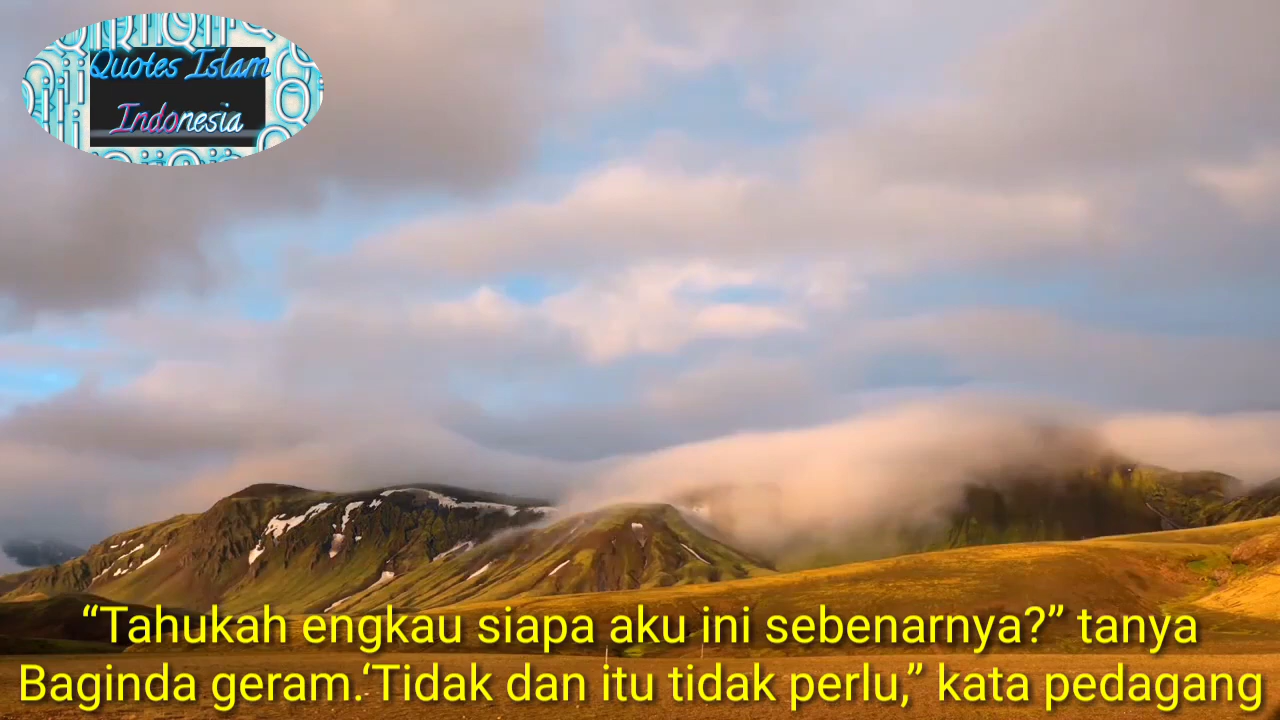 Quotes Islam
Indonesia
“Tahukah engkau siapa aku ini sebenarnya?” tanya
Baginda geram.‘Tidak dan itu tidak perlu,” kata pedagang